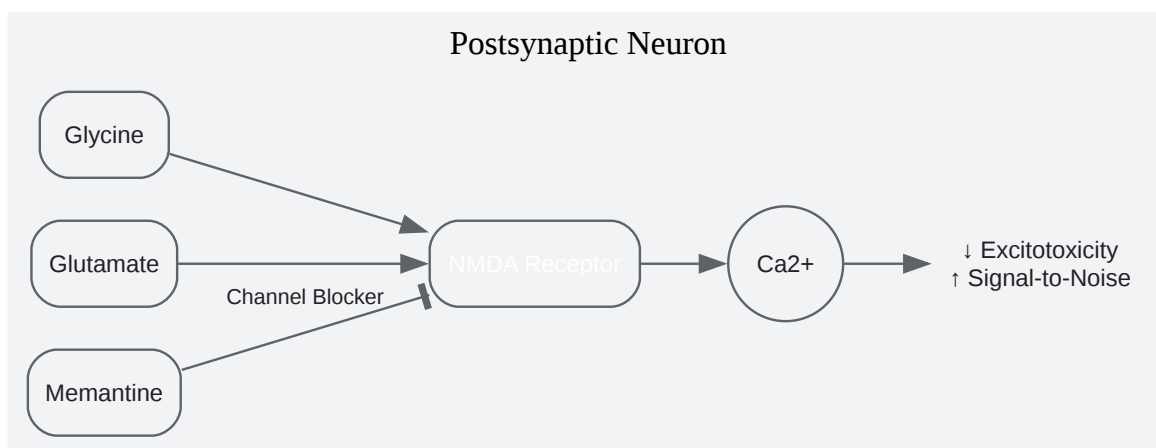 Postsynaptic Neuron
Glycine
Glutamate
NMDA Receptor
Ca2+
↓ Excitotoxicity
↑ Signal-to-Noise
Channel Blocker
Memantine